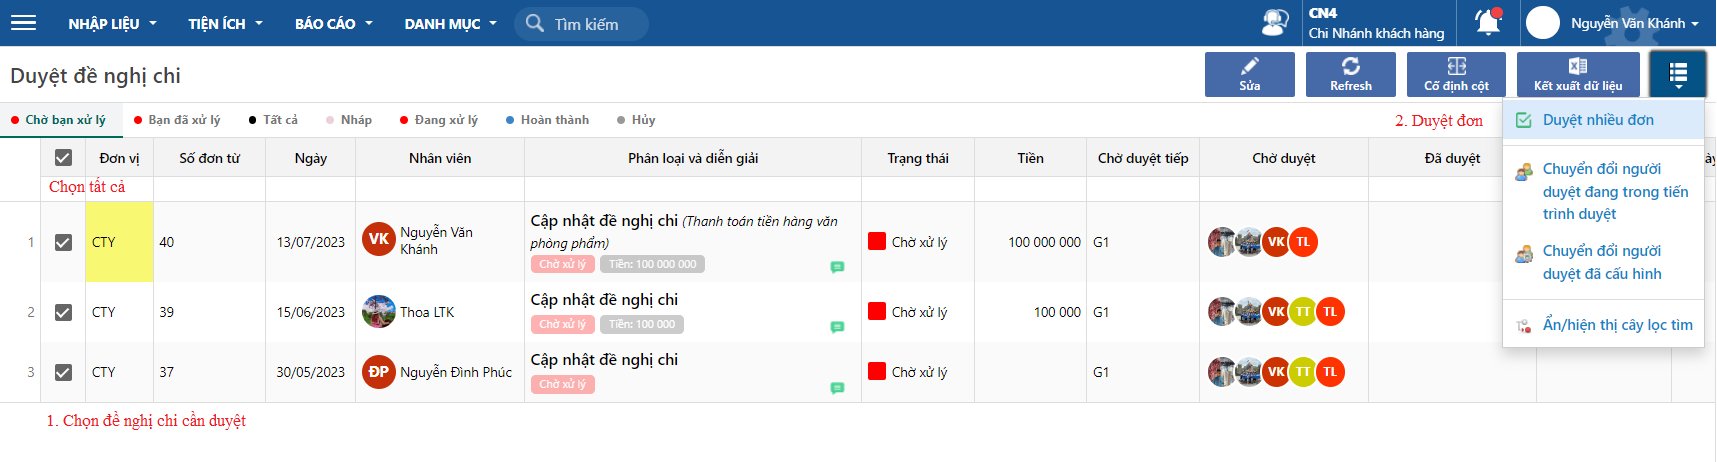 NHẬP LIỆU TIỆN ÍCH BÁO CÁO DANH MỤC Tìm kiếm CN4 Nguyễn Văn Khánh
Chi Nhánh khách hàng
Duyệt đề nghị chi Sửa Refresh Cố định cột Kết xuất dữ liệu
Chờ bạn xử lý Bạn đã xử lý Tất cả Nháp Đang xử lý Hoàn thành Hủy 2. Duyệt đơn Duyệt nhiều đơn
Đơn vị Số đơn từ Ngày Nhân viên Phân loại và diễn giải Trạng thái Tiền Chờ duyệt tiếp Chờ duyệt Đã duyệt
Chọn tất cả
Chuyển đổi người
duyệt đang trong tiến
trình duyệt
Chuyển đổi người
duyệt đã cấu hình
Ẩn/hiện thị cây lọc tìm
1 CTY 40 13/07/2023 VK Nguyễn Văn
Khánh
Cập nhật đề nghị chi (Thanh toán tiền hàng văn
phòng phẩm)
Chờ xử lý Tiền: 100 000 000
Chờ xử lý 100 000 000 G1 VK TL
2 CTY 39 15/06/2023 Thoa LTK
Cập nhật đề nghị chi
Chờ xử lý Tiền: 100 000
Chờ xử lý 100 000 G1 VK TT TL
3 CTY 37 30/05/2023 ĐP Nguyễn Đình Phúc
Cập nhật đề nghị chi
Chờ xử lý
Chờ xử lý G1 VK TT TL
1. Chọn đề nghị chi cần duyệt